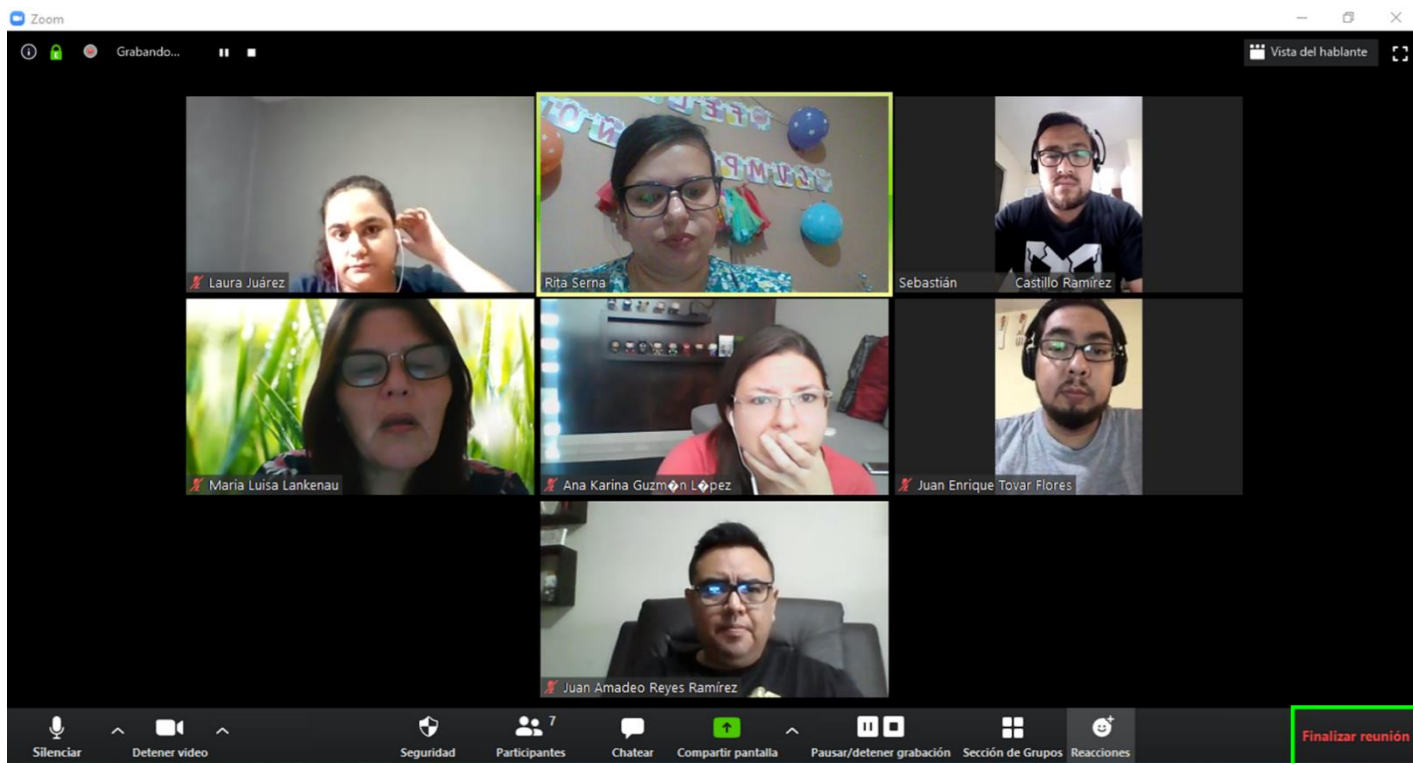 Zoom
Grabando...
Vista del hablante
Laura Juárez
Rita Serna
Sebastián Castillo Ramírez
Maria Luisa Lankenau
Ana Karina Guzm�n L�pez
Juan Enrique Tovar Flores
Juan Amadeo Reyes Ramírez
Silenciar
Detener video
Seguridad
Participantes
7
Chatear
Compartir pantalla
Pausar/detener grabación
Sección de Grupos
Reacciones
Finalizar reunión